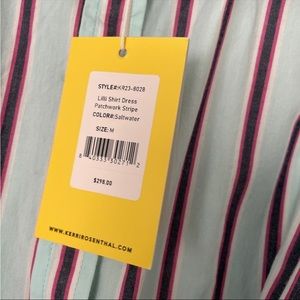 STYLE#:KR23-6028
Lilli Shirt Dress
Patchwork Stripe
COLOR#:Saltwater
SIZE: M
$298.00
WWW.KERRIROSENTHAL.COM